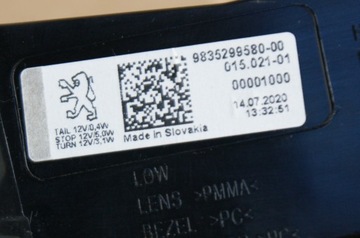 9835299580-00
015.021-01
00001000
14.07.2020
13:32:51
TAIL 12V/0,4W
STOP 12V/5,0W
TURN 12V/3,1W
Made in Slovakia
LOW
LENS >PMMA<
BEZEL >PC<